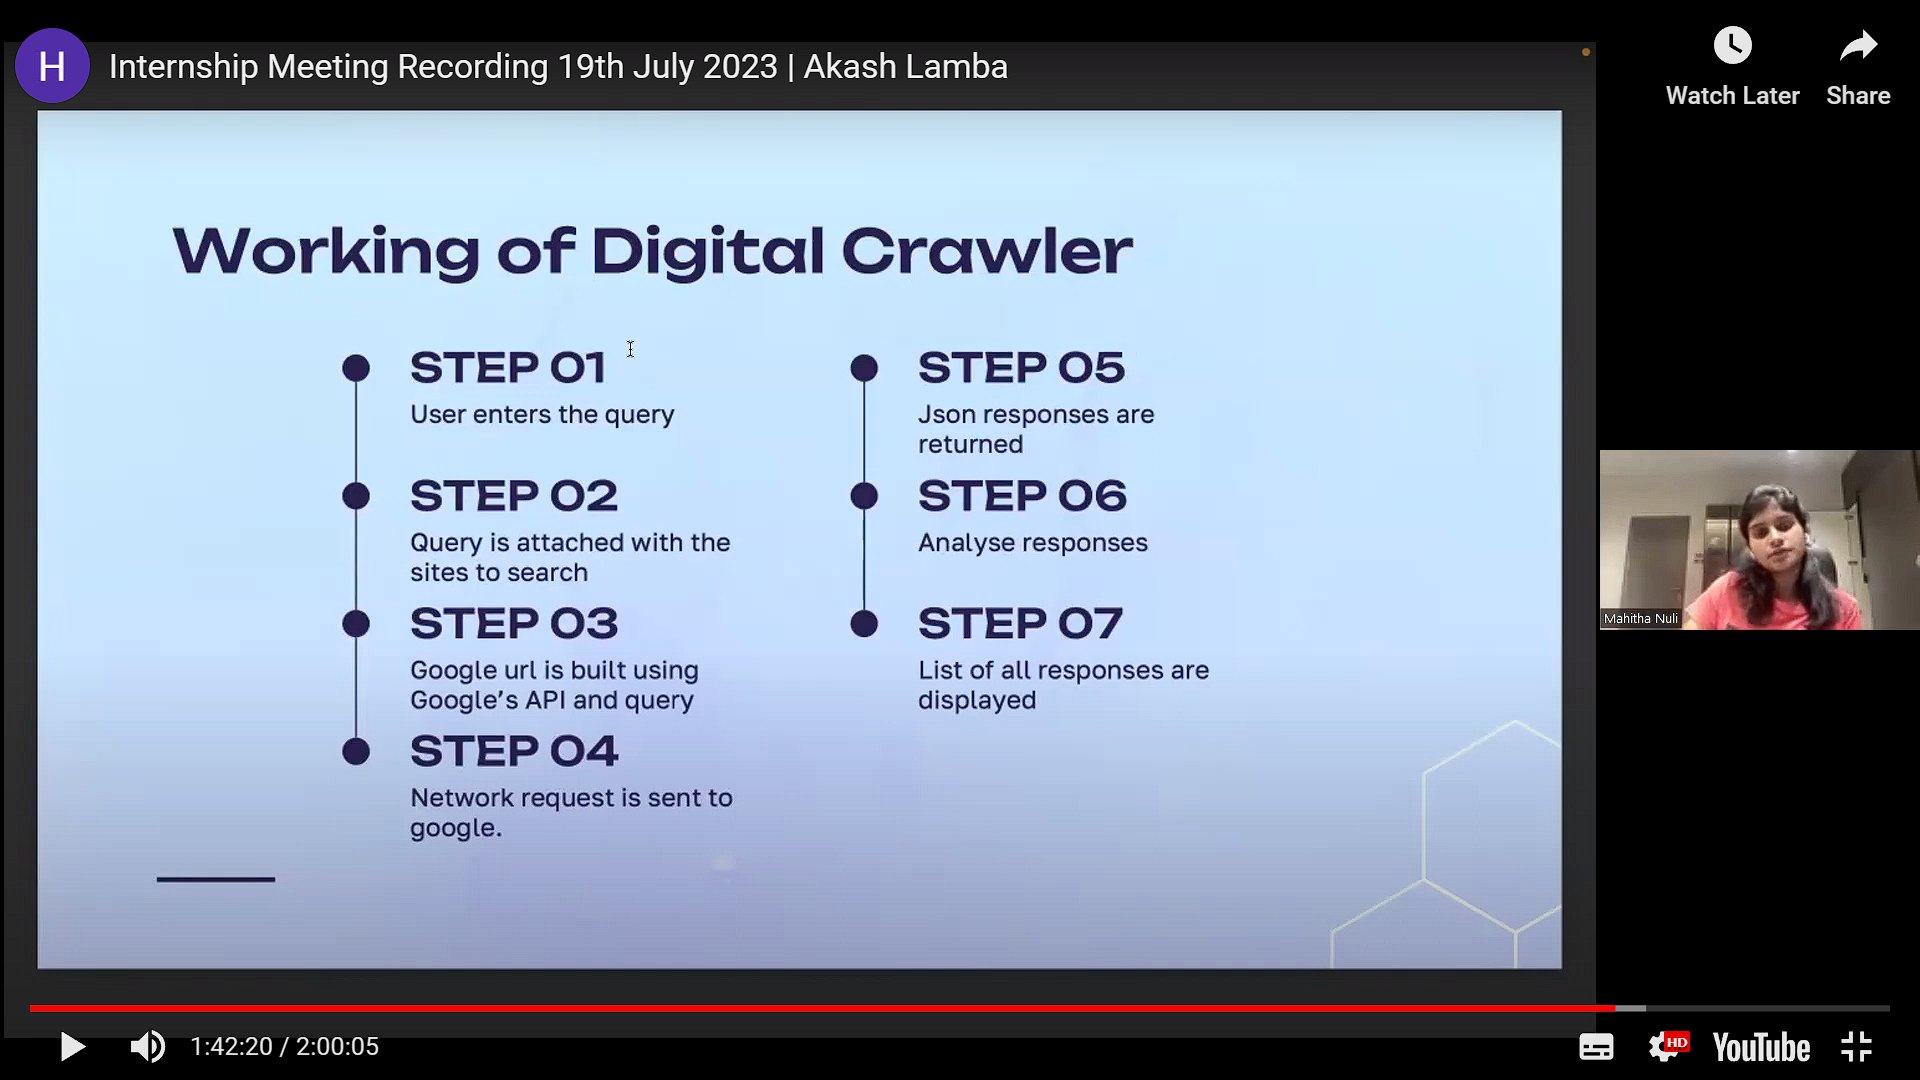 H
Internship Meeting Recording 19th July 2023 | Akash Lamba
Watch Later
Share
Working of Digital Crawler
STEP 01
User enters the query
STEP 02
Query is attached with the
sites to search
STEP 03
Google url is built using
Google’s API and query
STEP 04
Network request is sent to
google.
STEP 05
Json responses are
returned
STEP 06
Analyse responses
STEP 07
List of all responses are
displayed
Mahitha Nuli
1:42:20 / 2:00:05
HD
YouTube